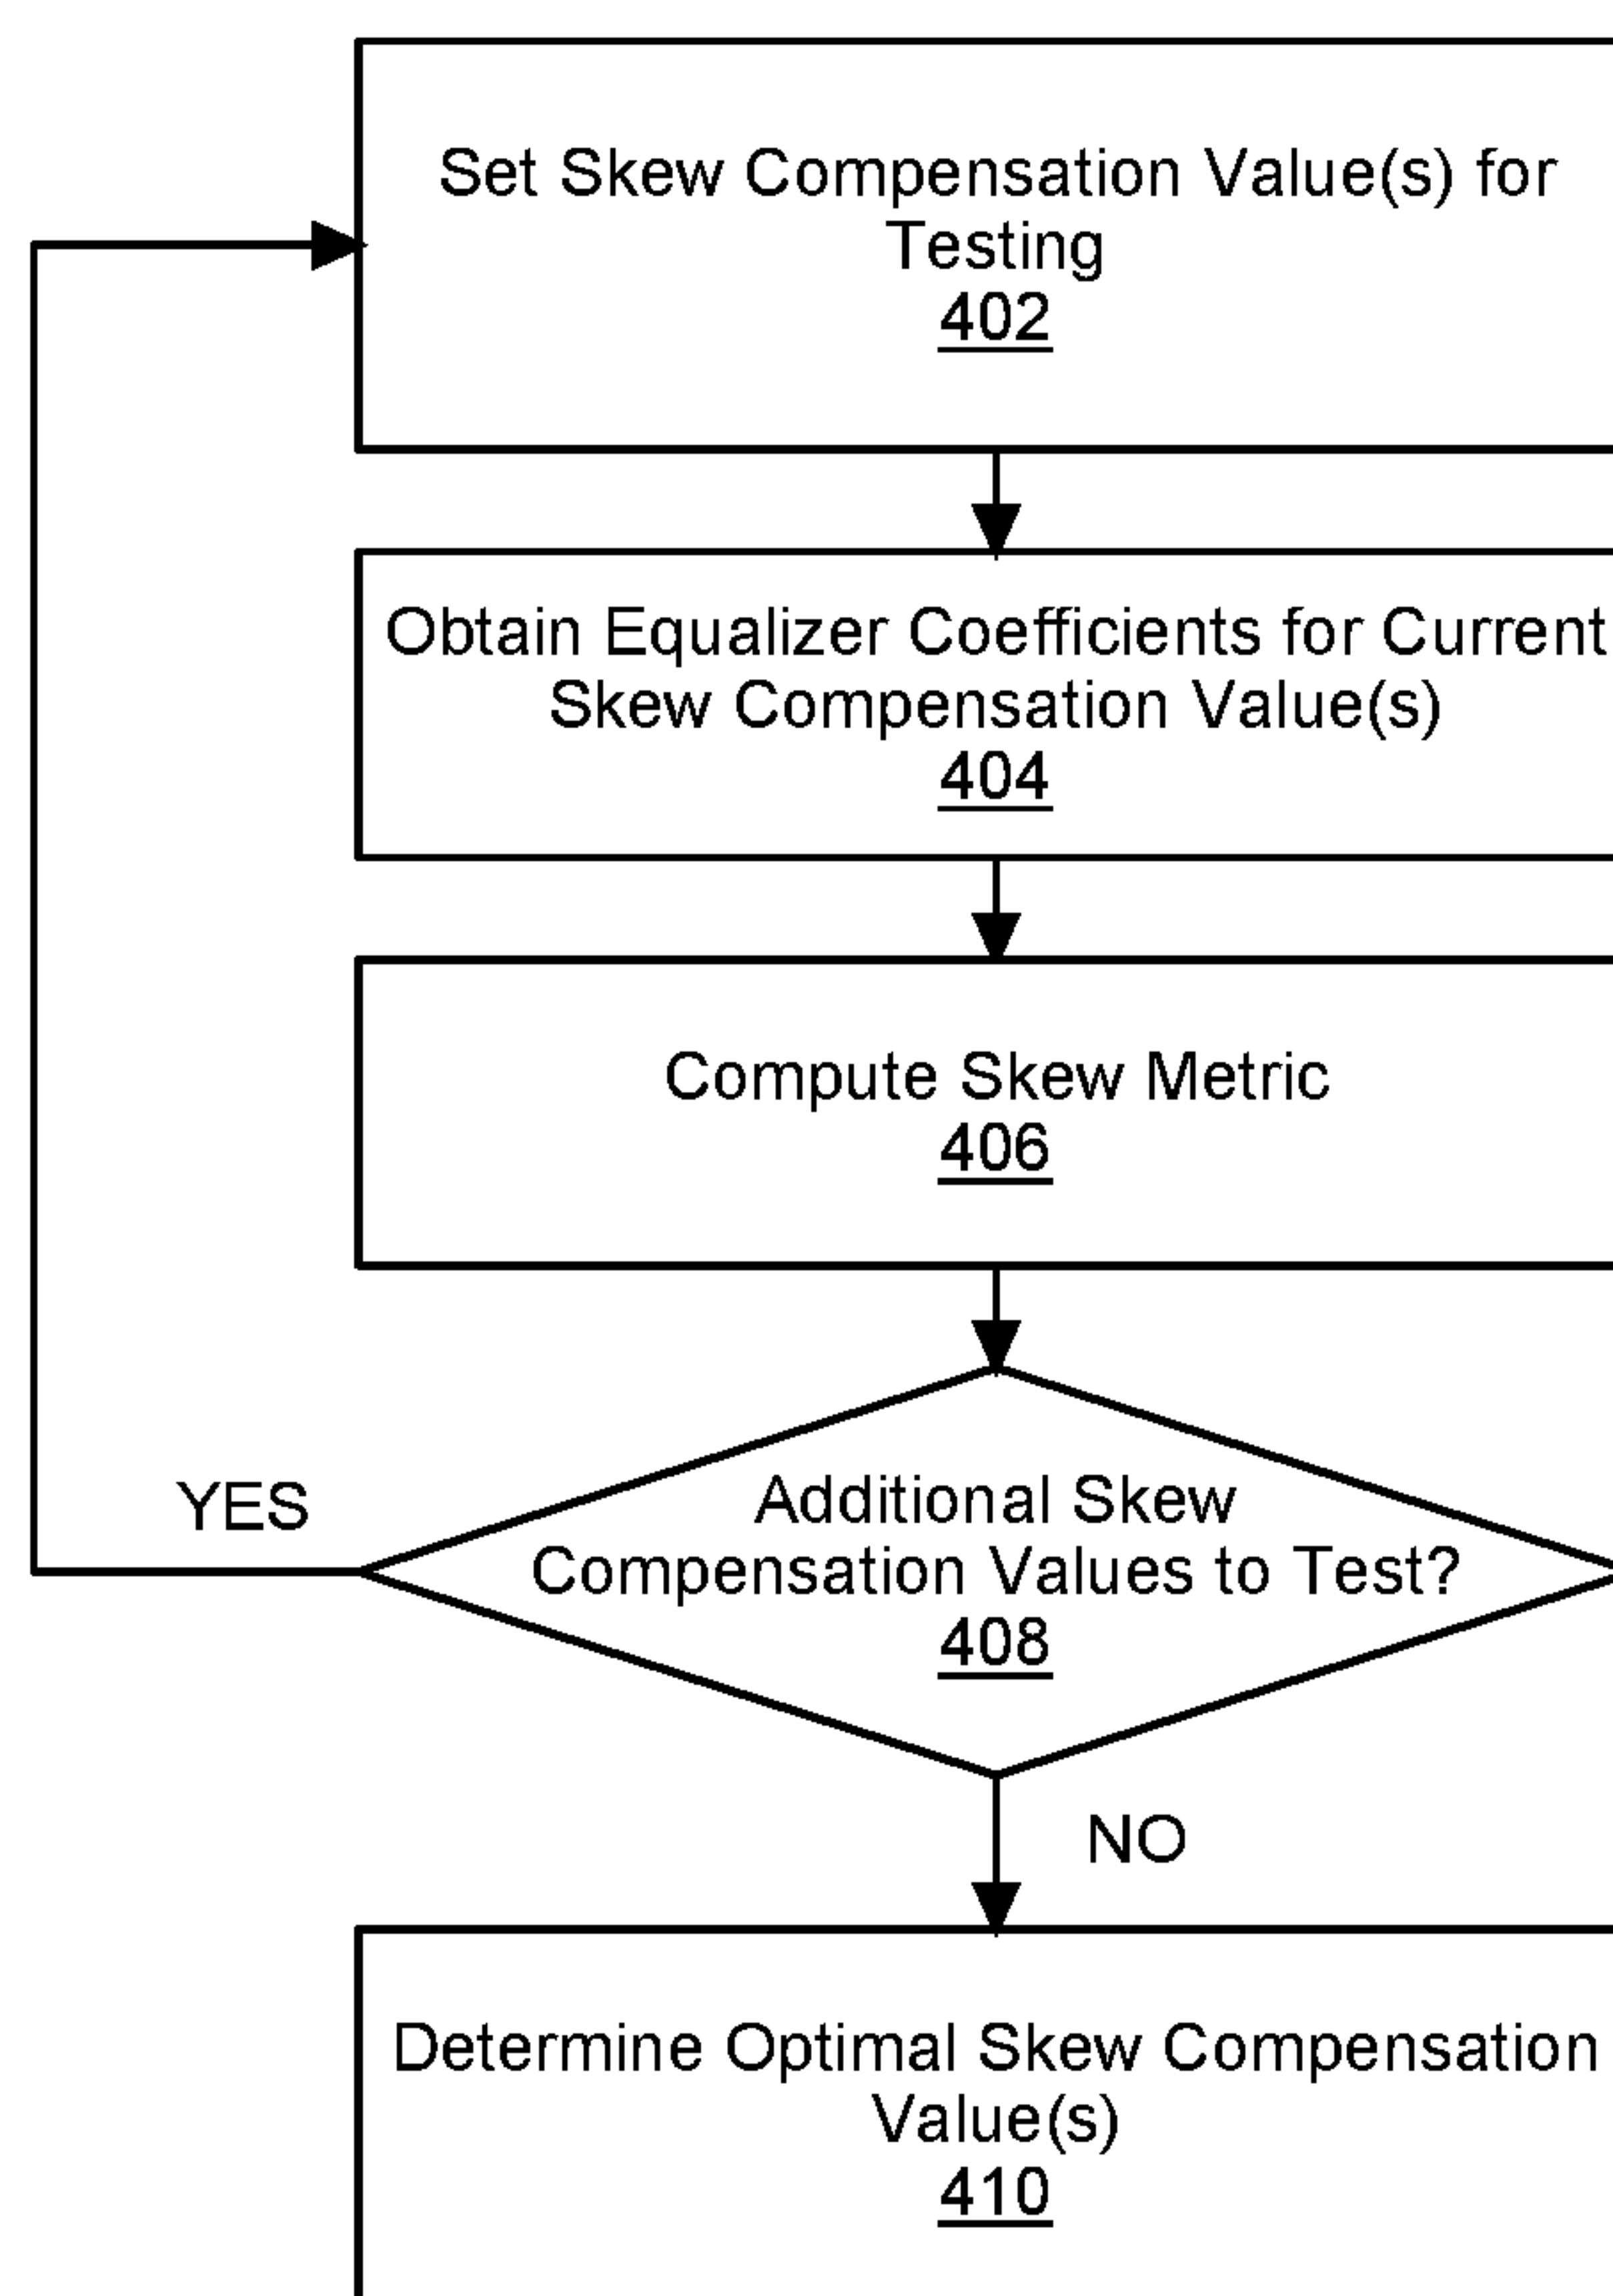 Set Skew Compensation Value(s) for
Testing
402
Obtain Equalizer Coefficients for Current
Skew Compensation Value(s)
404
Compute Skew Metric
406
Additional Skew
Compensation Values to Test?
408
YES
NO
Determine Optimal Skew Compensation
Value(s)
410